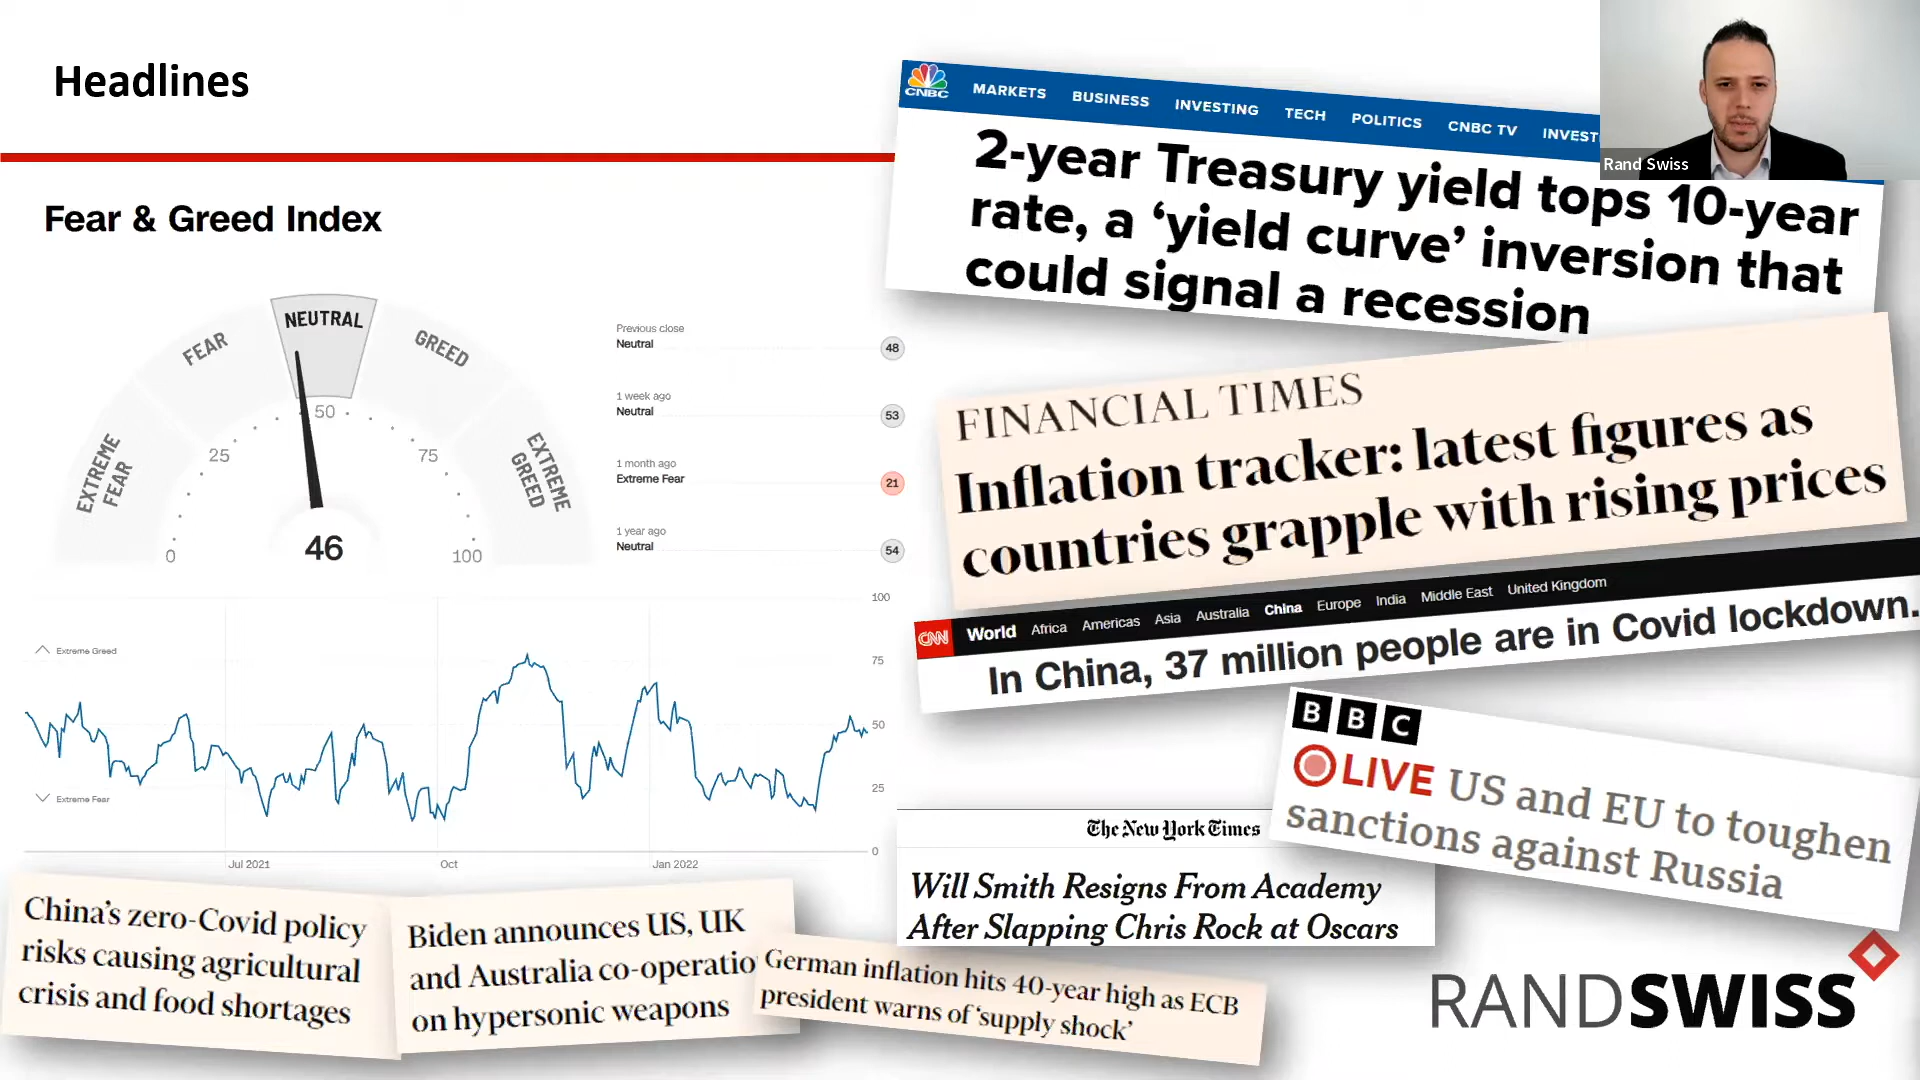 Headlines
Fear & Greed Index
EXTREME
FEAR
FEAR
NEUTRAL
GREED
EXTREME
GREED
0
25
50
75
100
46
Previous close
Neutral
48
1 week ago
Neutral
53
1 month ago
Extreme Fear
21
1 year ago
Neutral
54
Extreme Greed
Extreme Fear
100
75
50
25
0
Jul 2021
Oct
Jan 2022
CNBC MARKETS BUSINESS INVESTING TECH POLITICS CNBC TV INVEST
2-year Treasury yield tops 10-year
rate, a ‘yield curve’ inversion that
could signal a recession
Rand Swiss
FINANCIAL TIMES
Inflation tracker: latest figures as
countries grapple with rising prices
CNN World Africa Americas Asia Australia China Europe India Middle East United Kingdom
In China, 37 million people are in Covid lockdown.
BBC
LIVE US and EU to toughen
sanctions against Russia
The New York Times
Will Smith Resigns From Academy
After Slapping Chris Rock at Oscars
China’s zero-Covid policy
risks causing agricultural
crisis and food shortages
Biden announces US, UK
and Australia co-operatio
on hypersonic weapons
German inflation hits 40-year high as ECB
president warns of ‘supply shock’
RANDSWISS